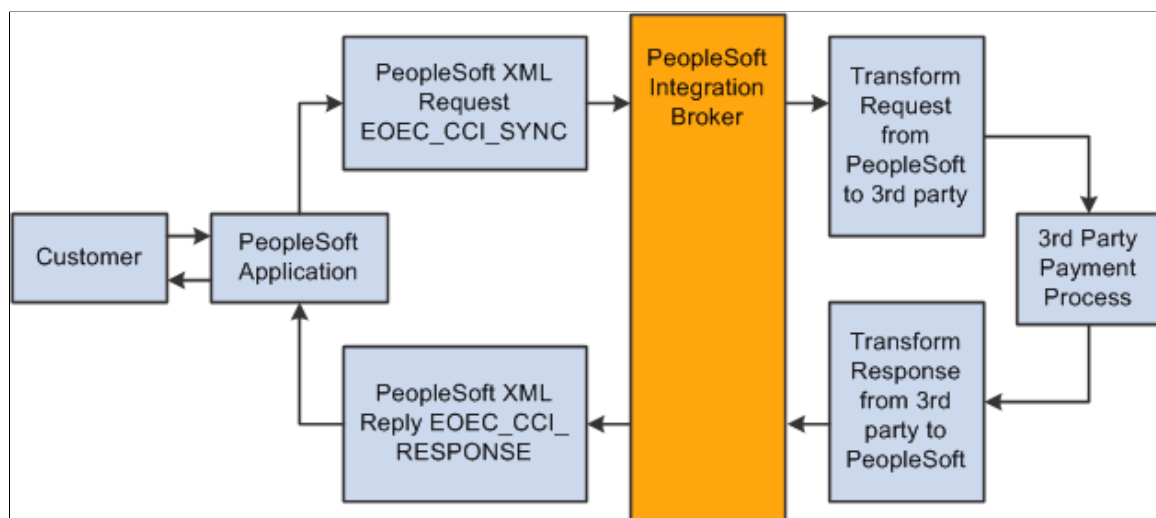 Customer
PeopleSoft
Application
PeopleSoft XML
Request
EOEC_CCI_SYNC
PeopleSoft
Integration
Broker
Transform
Request
from
PeopleSoft
to 3rd party
3rd Party
Payment
Process
Transform
Response
from 3rd
party to
PeopleSoft
PeopleSoft XML
Reply EOEC_CCI_
RESPONSE